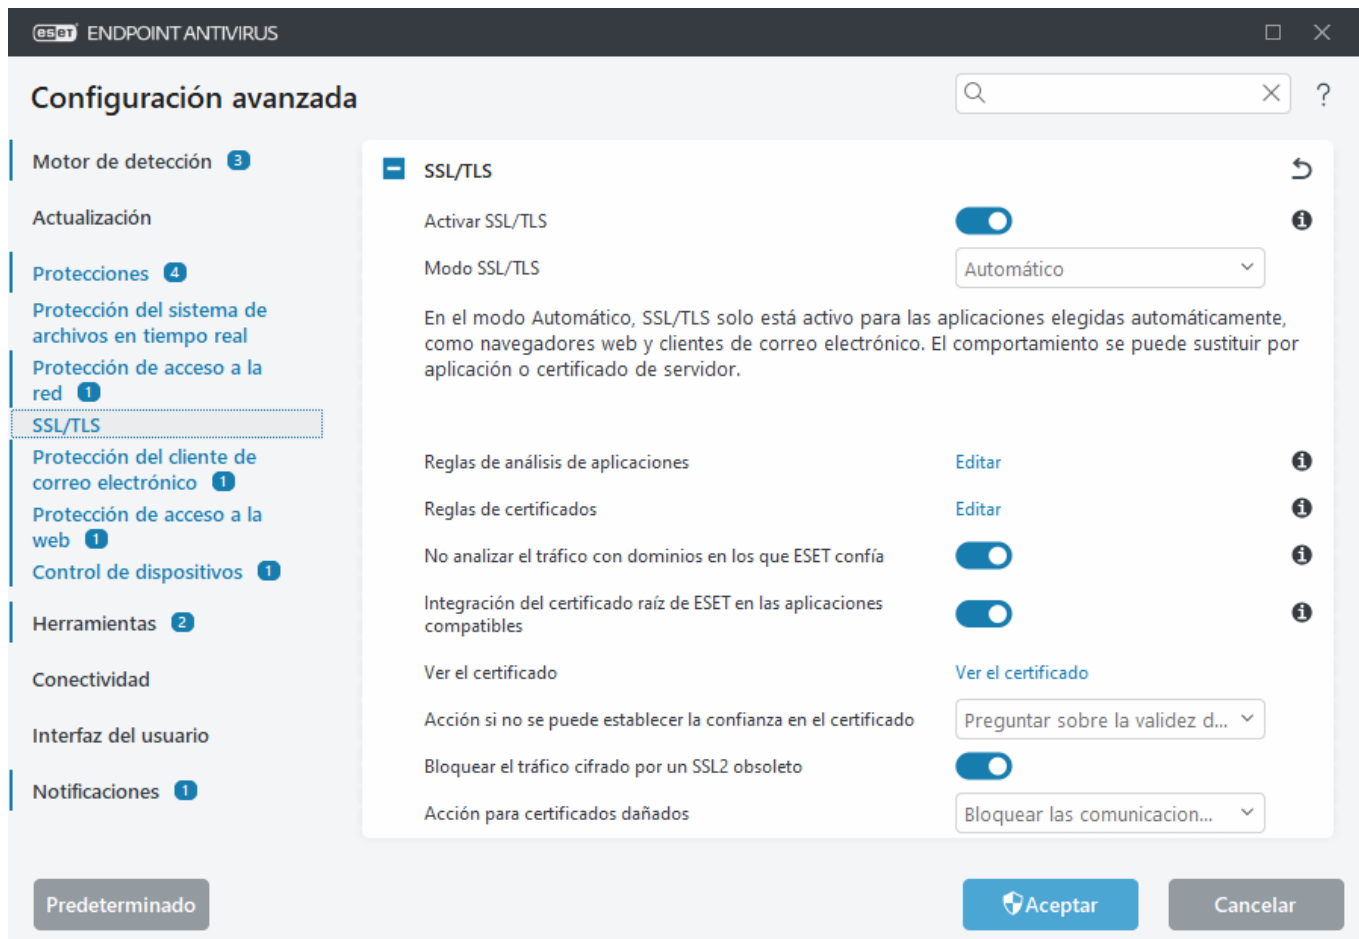 eset ENDPOINT ANTIVIRUS
Configuración avanzada
?
Motor de detección 3
Actualización
Protecciones 4
Protección del sistema de
archivos en tiempo real
Protección de acceso a la
red 1
SSL/TLS
Protección del cliente de
correo electrónico 1
Protección de acceso a la
web 1
Control de dispositivos 1
Herramientas 2
Conectividad
Interfaz del usuario
Notificaciones 1
SSL/TLS
Activar SSL/TLS
Modo SSL/TLS Automático
En el modo Automático, SSL/TLS solo está activo para las aplicaciones elegidas automáticamente,
como navegadores web y clientes de correo electrónico. El comportamiento se puede sustituir por
aplicación o certificado de servidor.
Reglas de análisis de aplicaciones Editar
Reglas de certificados Editar
No analizar el tráfico con dominios en los que ESET confía
Integración del certificado raíz de ESET en las aplicaciones
compatibles
Ver el certificado Ver el certificado
Acción si no se puede establecer la confianza en el certificado Preguntar sobre la validez d...
Bloquear el tráfico cifrado por un SSL2 obsoleto
Acción para certificados dañados Bloquear las comunicacion...
Predeterminado Aceptar Cancelar